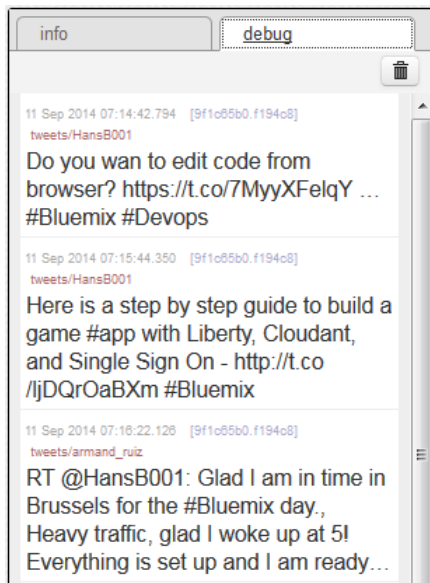 info
debug
11 Sep 2014 07:14:42.794 [9f1c65b0.f194c8]
tweets/HansB001
Do you wan to edit code from
browser? https://t.co/7MyyXFelqY …
#Bluemix #Devops
11 Sep 2014 07:15:44.350 [9f1c65b0.f194c8]
tweets/HansB001
Here is a step by step guide to build a
game #app with Liberty, Cloudant,
and Single Sign On - http://t.co
/ljDQrOaBXm #Bluemix
11 Sep 2014 07:16:22.126 [9f1c65b0.f194c8]
tweets/armand_ruiz
RT @HansB001: Glad I am in time in
Brussels for the #Bluemix day.,
Heavy traffic, glad I woke up at 5!
Everything is set up and I am ready…